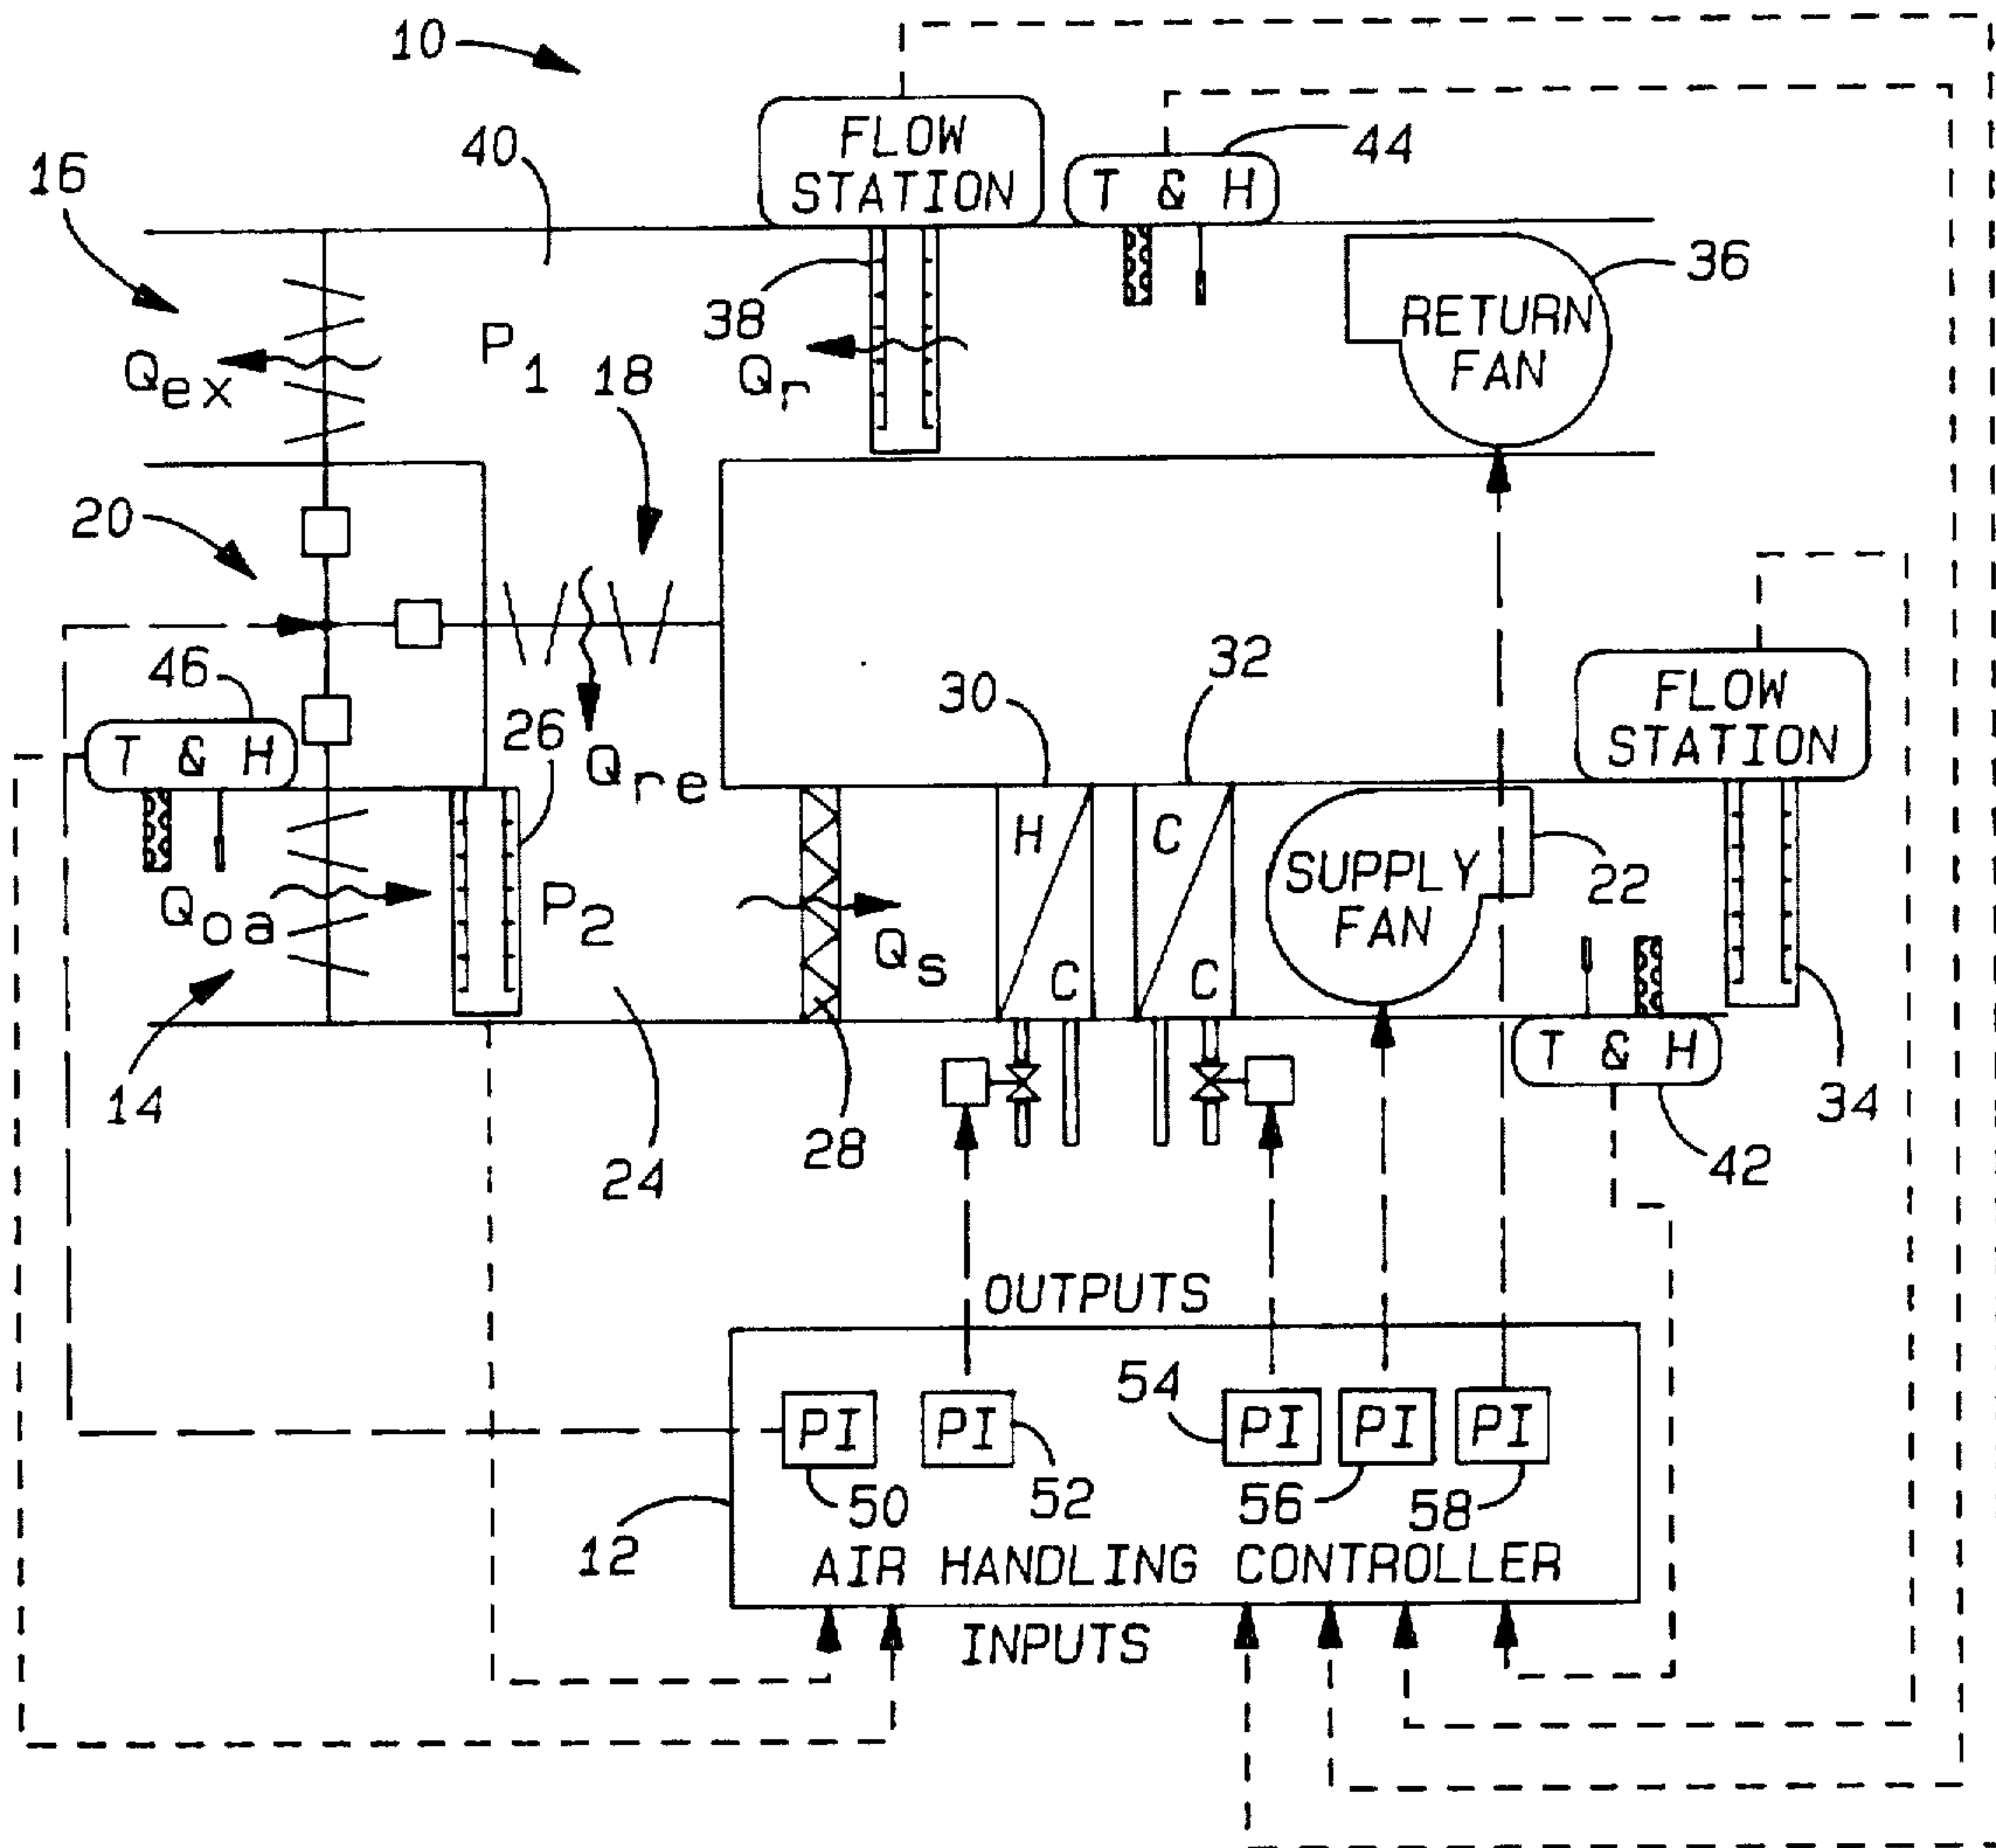 10
FLOW
STATION
44
T & H
40
16
36
RETURN
FAN
38
P1
18
Qex
Qr
20
46
T & H
26
Qre
30
32
FLOW
STATION
H
C
C
C
SUPPLY
FAN
22
Qoa
P2
Qs
14
24
28
T & H
42
34
OUTPUTS
54
PI
PI
PI
PI
PI
50
52
56
58
12
AIR HANDLING CONTROLLER
INPUTS